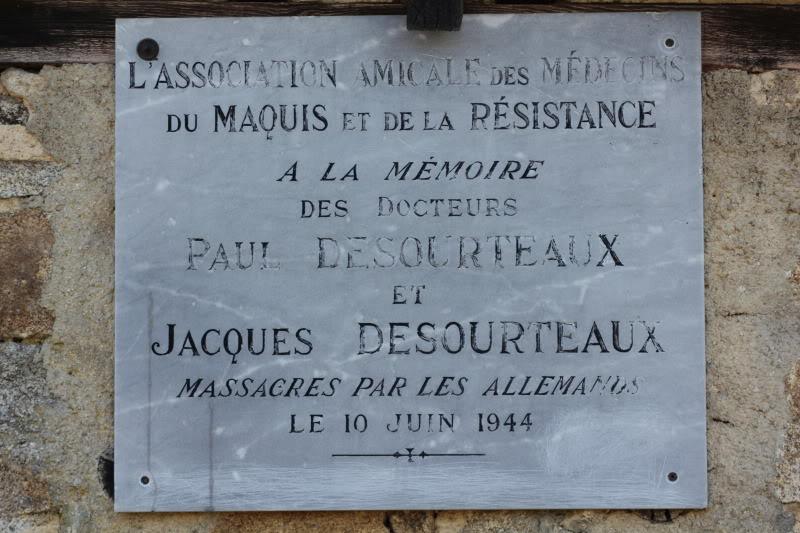 L'ASSOCIATION AMICALE DES MÉDECINS
DU MAQUIS ET DE LA RÉSISTANCE
A LA MÉMOIRE
DES DOCTEURS
PAUL DESOURTEAUX
ET
JACQUES DESOURTEAUX
MASSACRES PAR LES ALLEMANDS
LE 10 JUIN 1944